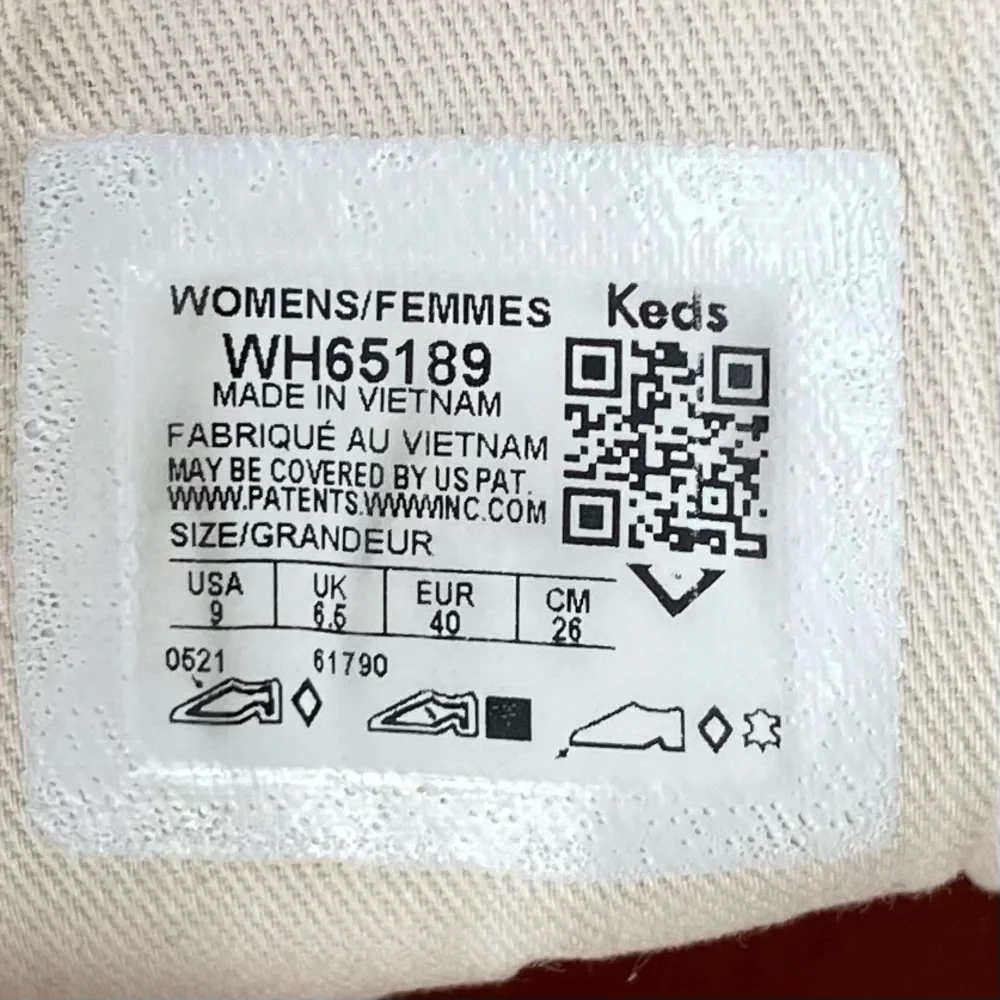 WOMENS/FEMMES
Keds
WH65189
MADE IN VIETNAM
FABRIQUÉ AU VIETNAM
MAY BE COVERED BY US PAT.
WWW.PATENTS.WWWINC.COM
SIZE/GRANDEUR
USA UK EUR CM
9 6.5 40 26
0521 61790